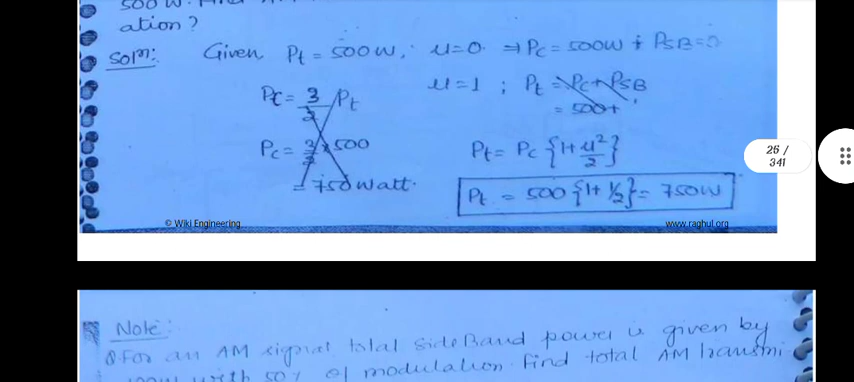 500W.
ation?
Soln: Given Pt = 500W, u=0 ⇒ Pc = 500W & PSB=0
u=1 ; Pt = Pc+PSB
= 500+
Pc = 3/2 Pt
Pc = 3/2 x 500
= 750 watt.
Pt = Pc {1+u²/2}
Pt = 500 {1+ 1/2} = 750W
26 /
341
© Wiki Engineering
www.raghul.org
Note:
Q For an AM signal total sideBand power is given by
with 50% of modulation. Find total AM transmi